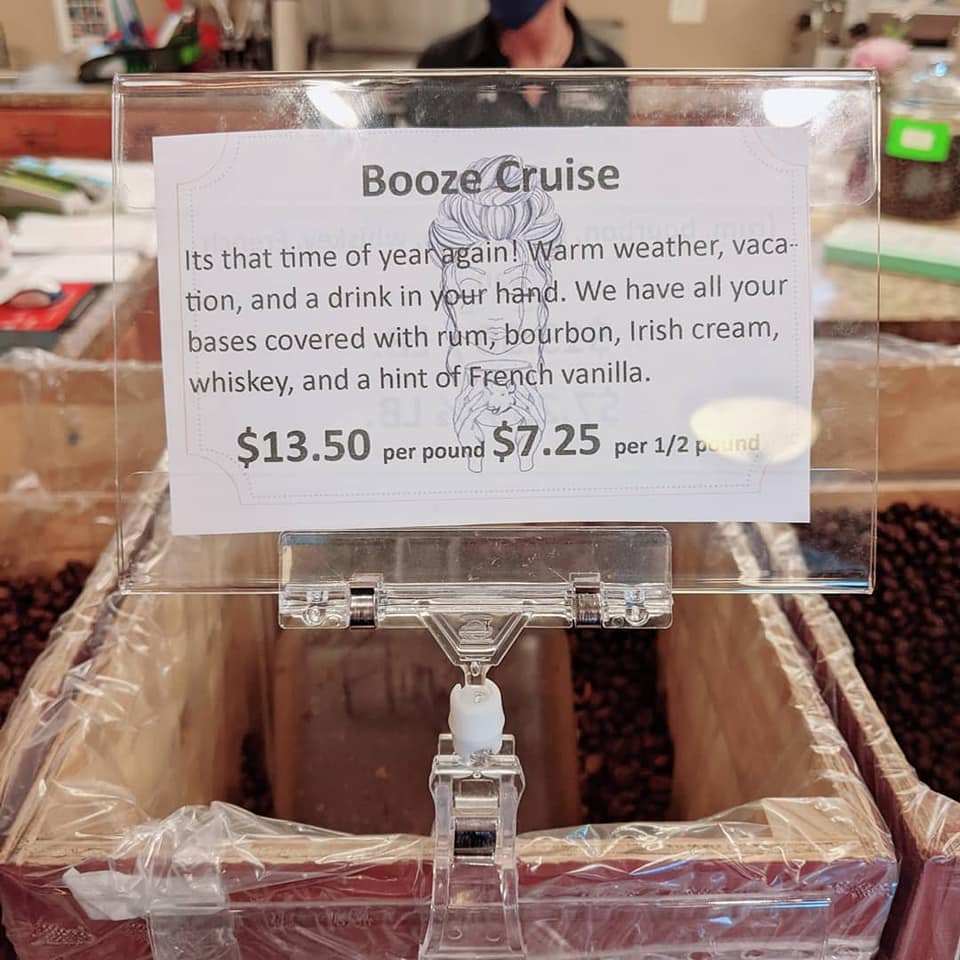 Booze Cruise
Its that time of year again! Warm weather, vaca-
tion, and a drink in your hand. We have all your
bases covered with rum, bourbon, Irish cream,
whiskey, and a hint of French vanilla.
$13.50 per pound $7.25 per 1/2 pound